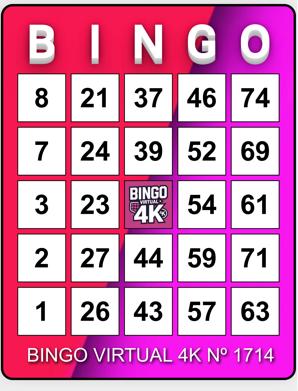 B I N G O
8 21 37 46 74
7 24 39 52 69
3 23 BINGO VIRTUAL 4K 54 61
2 27 44 59 71
1 26 43 57 63
BINGO VIRTUAL 4K Nº 1714